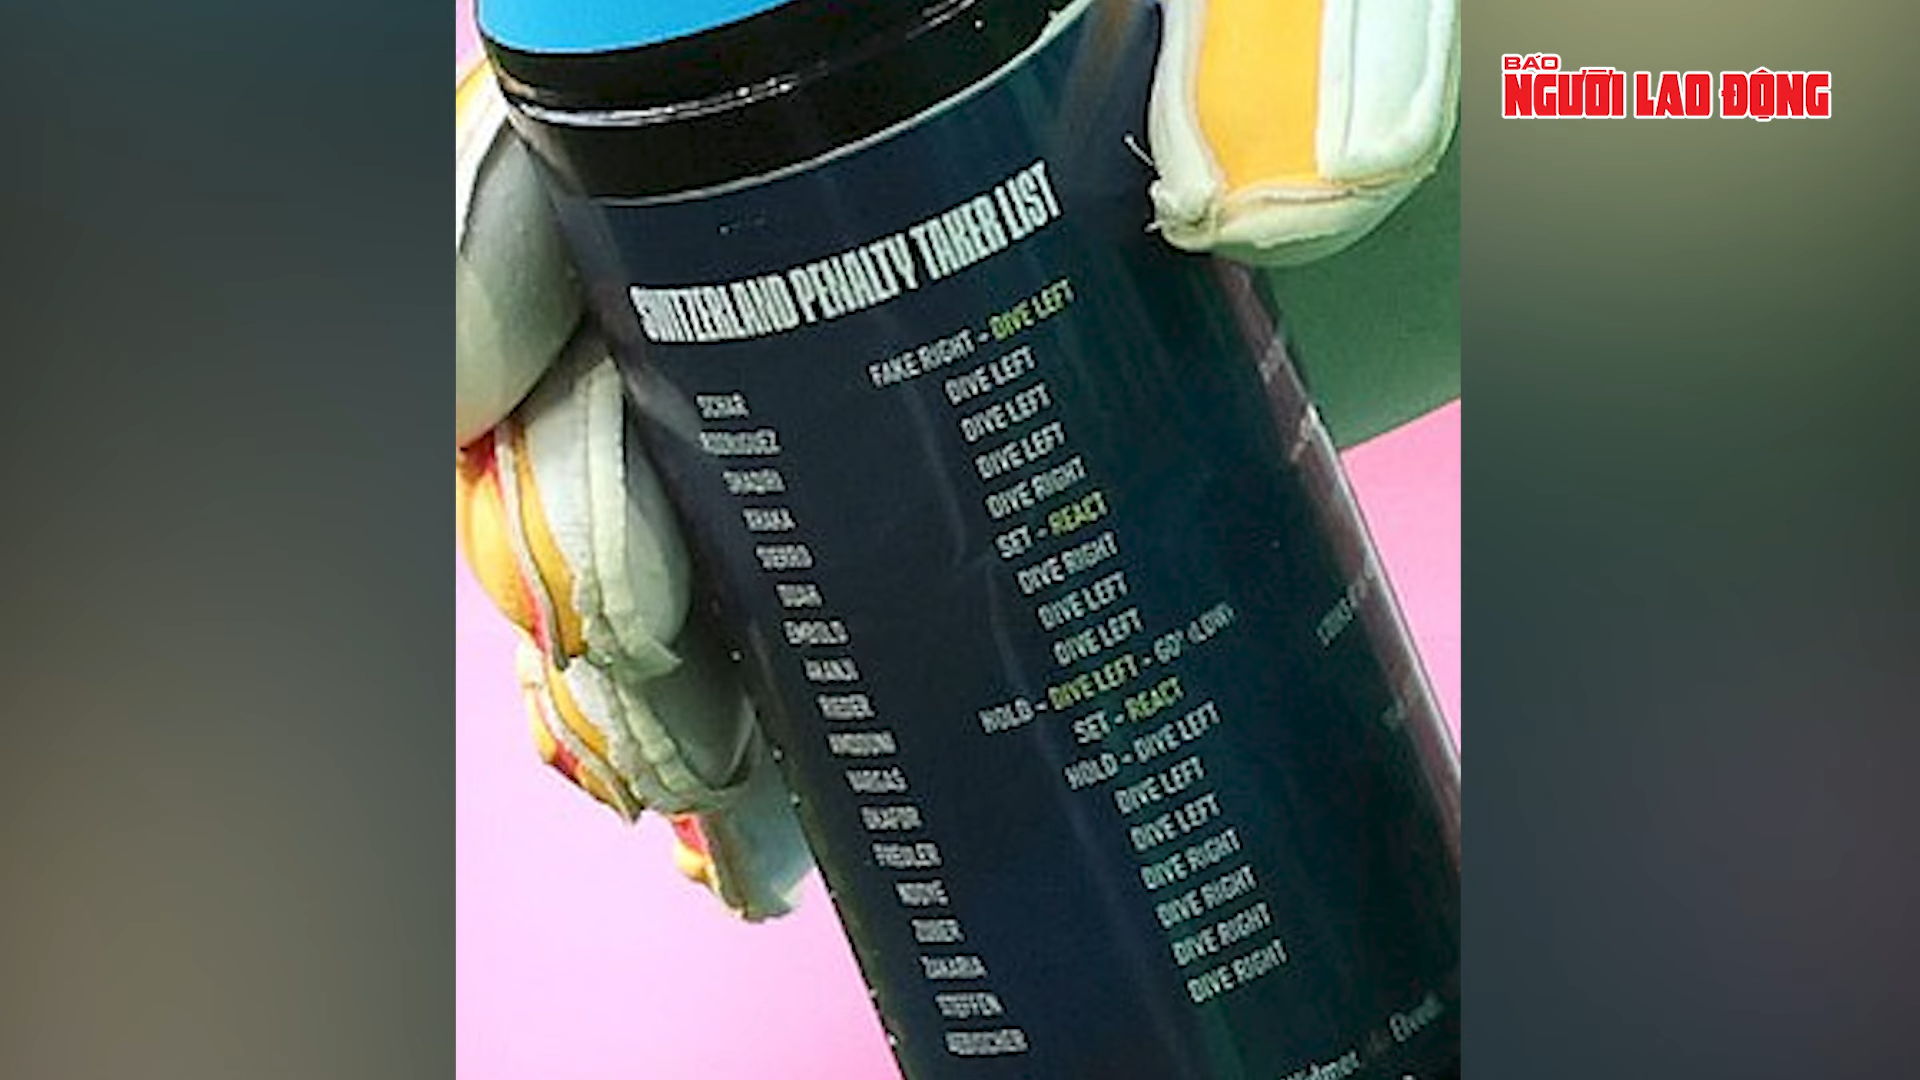 BÁO
NGƯỜI LAO ĐỘNG
SWITZERLAND PENALTY TAKER LIST
SCHAR FAKE RIGHT - DIVE LEFT
RODRIGUEZ DIVE LEFT
SHAQIRI DIVE LEFT
XHAKA DIVE LEFT
SIERRO DIVE RIGHT
DUAH SET - REACT
EMBOLO DIVE RIGHT
AKANJI DIVE LEFT
RIEDER DIVE LEFT
AMDOUNI HOLD - DIVE LEFT - GO (LOW)
VARGAS SET - REACT
OKAFOR HOLD - DIVE LEFT
FREULER DIVE LEFT
NDOYE DIVE LEFT
ZUBER DIVE RIGHT
ZAKARIA DIVE RIGHT
STEFFEN DIVE RIGHT
AEBISCHER DIVE RIGHT